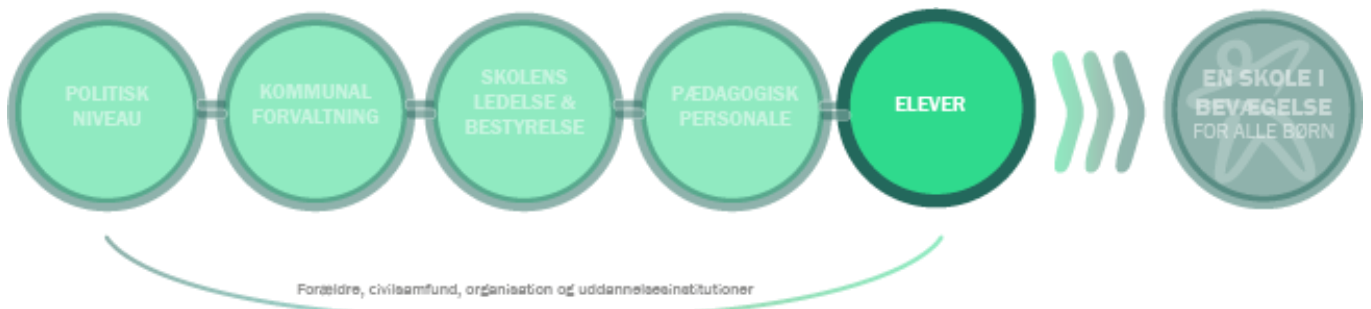 POLITISK
NIVEAU
KOMMUNAL
FORVALTNING
SKOLENS
LEDELSE &
BESTYRELSE
PÆDAGOGISK
PERSONALE
ELEVER
EN SKOLE I
BEVÆGELSE
FOR ALLE BØRN
Forældre, civilsamfund, organisation og uddannelsesinstitutioner